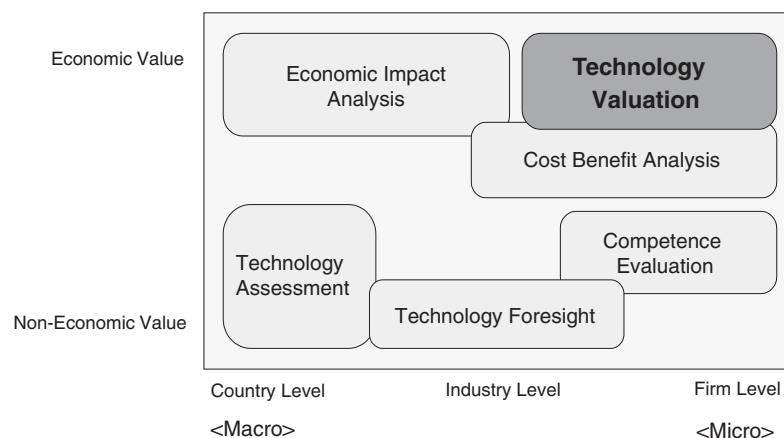 Economic Value
Economic Impact
Analysis
Technology
Valuation
Cost Benefit Analysis
Technology
Assessment
Competence
Evaluation
Technology Foresight
Non-Economic Value
Country Level
Industry Level
Firm Level
<Macro>
<Micro>